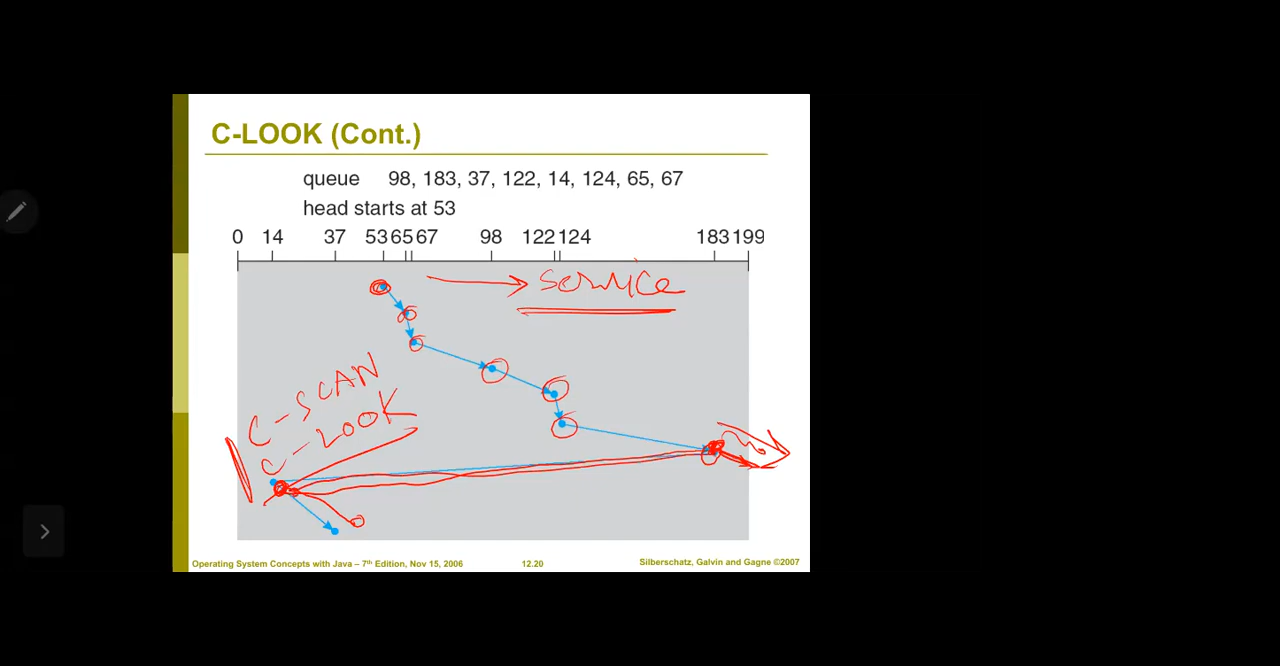 C-LOOK (Cont.)
queue 98, 183, 37, 122, 14, 124, 65, 67
head starts at 53
0 14 37 53 65 67 98 122 124 183 199
service
C-SCAN
C-LOOK
Operating System Concepts with Java – 7th Edition, Nov 15, 2006 12.20 Silberschatz, Galvin and Gagne ©2007